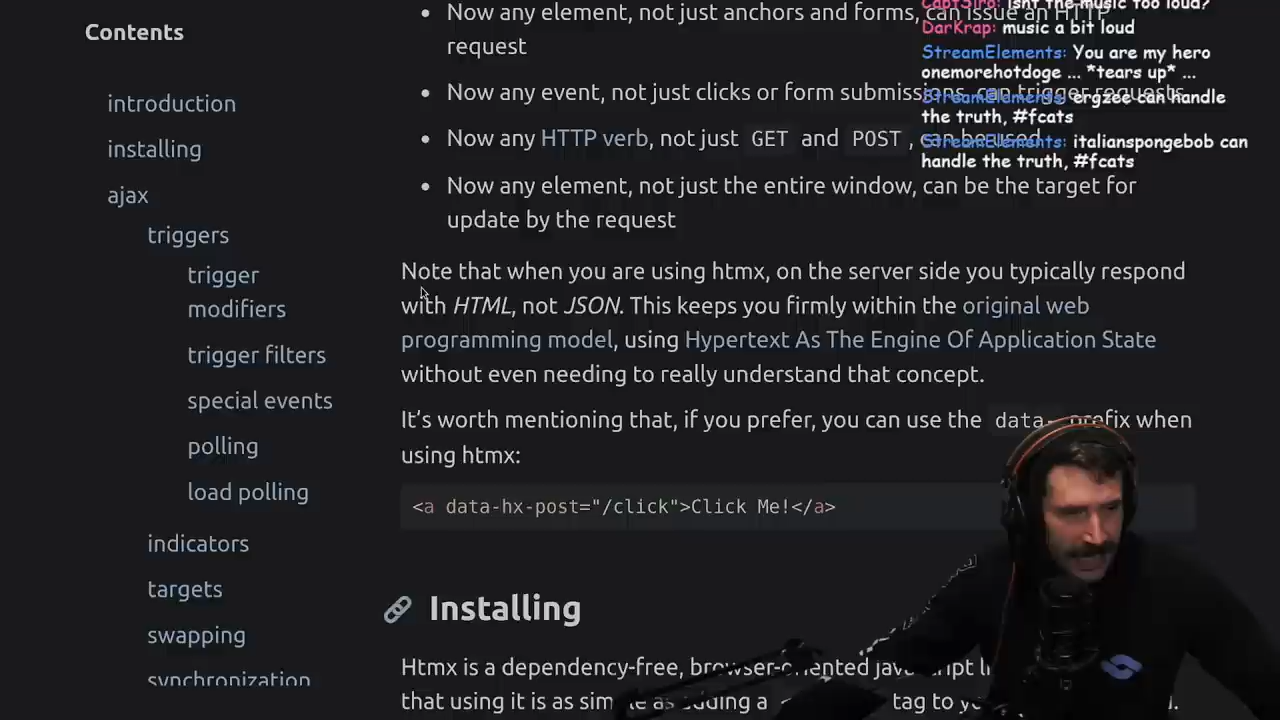 Contents
introduction
installing
ajax
triggers
trigger
modifiers
trigger filters
special events
polling
load polling
indicators
targets
swapping
synchronization
• Now any element, not just anchors and forms, can issue an HTTP
request
• Now any event, not just clicks or form submissions, can trigger requests
• Now any HTTP verb, not just GET and POST, can be used
• Now any element, not just the entire window, can be the target for
update by the request
Note that when you are using htmx, on the server side you typically respond
with HTML, not JSON. This keeps you firmly within the original web
programming model, using Hypertext As The Engine Of Application State
without even needing to really understand that concept.
It’s worth mentioning that, if you prefer, you can use the data- prefix when
using htmx:
<a data-hx-post="/click">Click Me!</a>
Installing
Htmx is a dependency-free, browser-oriented
that using it is as simple as adding a tag to
CaptSiro: isnt the music too loud?
DarKrap: music a bit loud
StreamElements: You are my hero
onemorehotdoge ... *tears up* ...
StreamElements: ergzee can handle
the truth, #fcats
StreamElements: italianspongebob can
handle the truth, #fcats